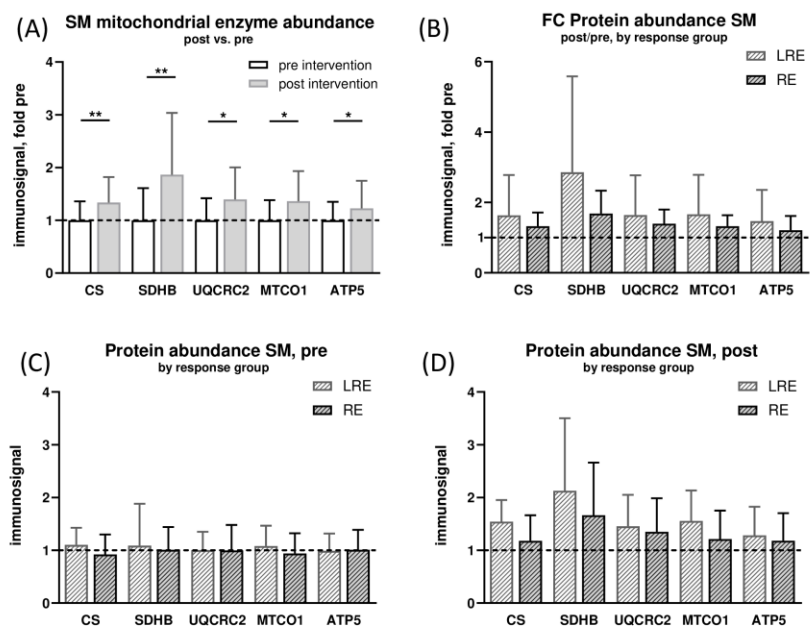 (A)
SM mitochondrial enzyme abundance
post vs. pre
immunosignal, fold pre
4
3
2
1
0
pre intervention
post intervention
**
**
*
*
*
CS SDHB UQCRC2 MTCO1 ATP5
(B)
FC Protein abundance SM
post/pre, by response group
immunosignal, fold pre
6
4
2
1
0
LRE
RE
CS SDHB UQCRC2 MTCO1 ATP5
(C)
Protein abundance SM, pre
by response group
immunosignal
4
3
2
1
0
LRE
RE
CS SDHB UQCRC2 MTCO1 ATP5
(D)
Protein abundance SM, post
by response group
immunosignal
4
3
2
1
0
LRE
RE
CS SDHB UQCRC2 MTCO1 ATP5